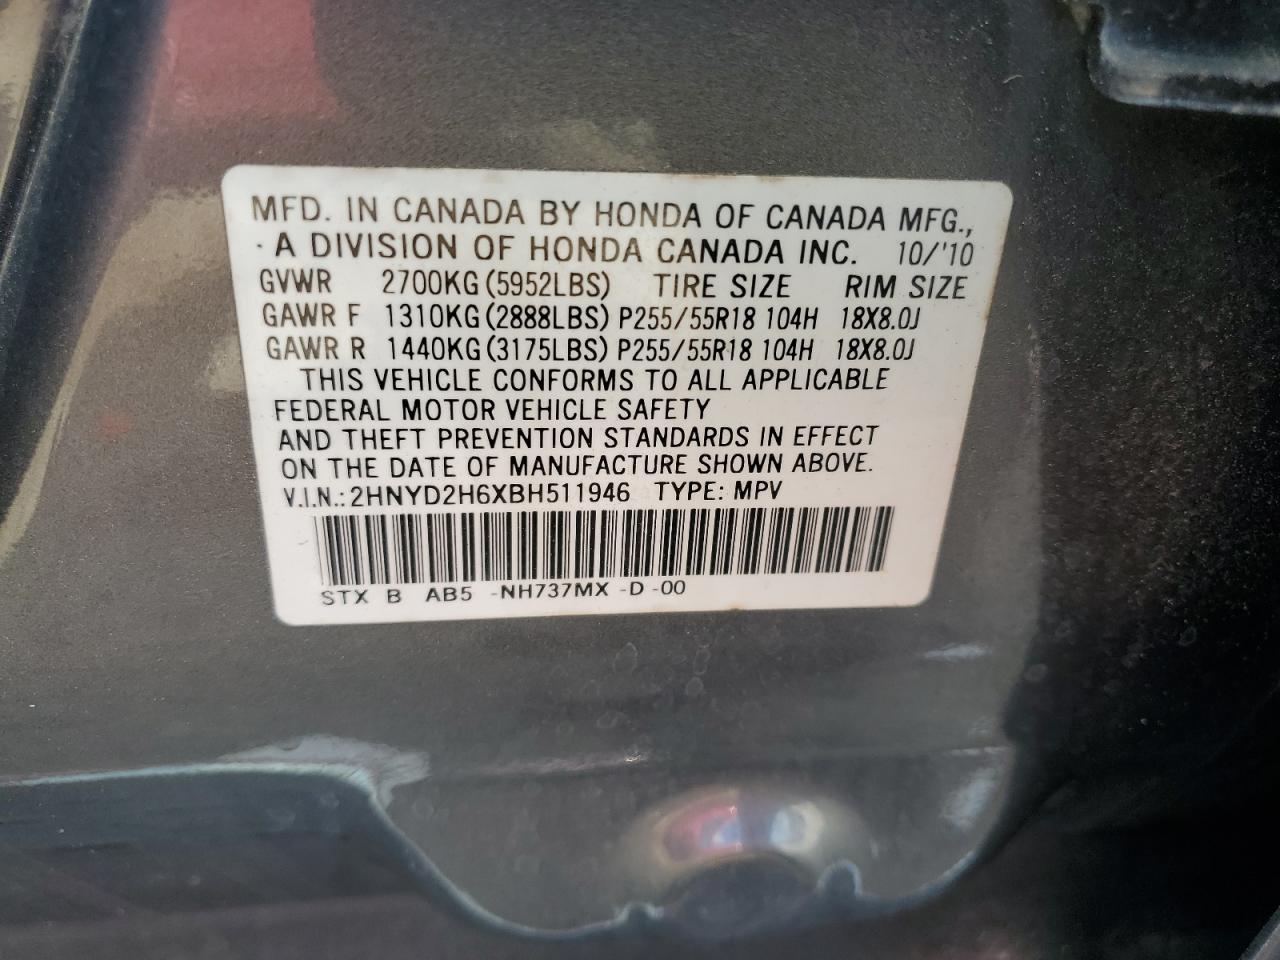 MFD. IN CANADA BY HONDA OF CANADA MFG.,
A DIVISION OF HONDA CANADA INC. 10/'10
GVWR 2700KG (5952LBS) TIRE SIZE RIM SIZE
GAWR F 1310KG (2888LBS) P255/55R18 104H 18X8.0J
GAWR R 1440KG (3175LBS) P255/55R18 104H 18X8.0J
THIS VEHICLE CONFORMS TO ALL APPLICABLE
FEDERAL MOTOR VEHICLE SAFETY
AND THEFT PREVENTION STANDARDS IN EFFECT
ON THE DATE OF MANUFACTURE SHOWN ABOVE.
V.I.N.: 2HNYD2H6XBH511946 TYPE: MPV
STX B AB5 -NH737MX -D -00